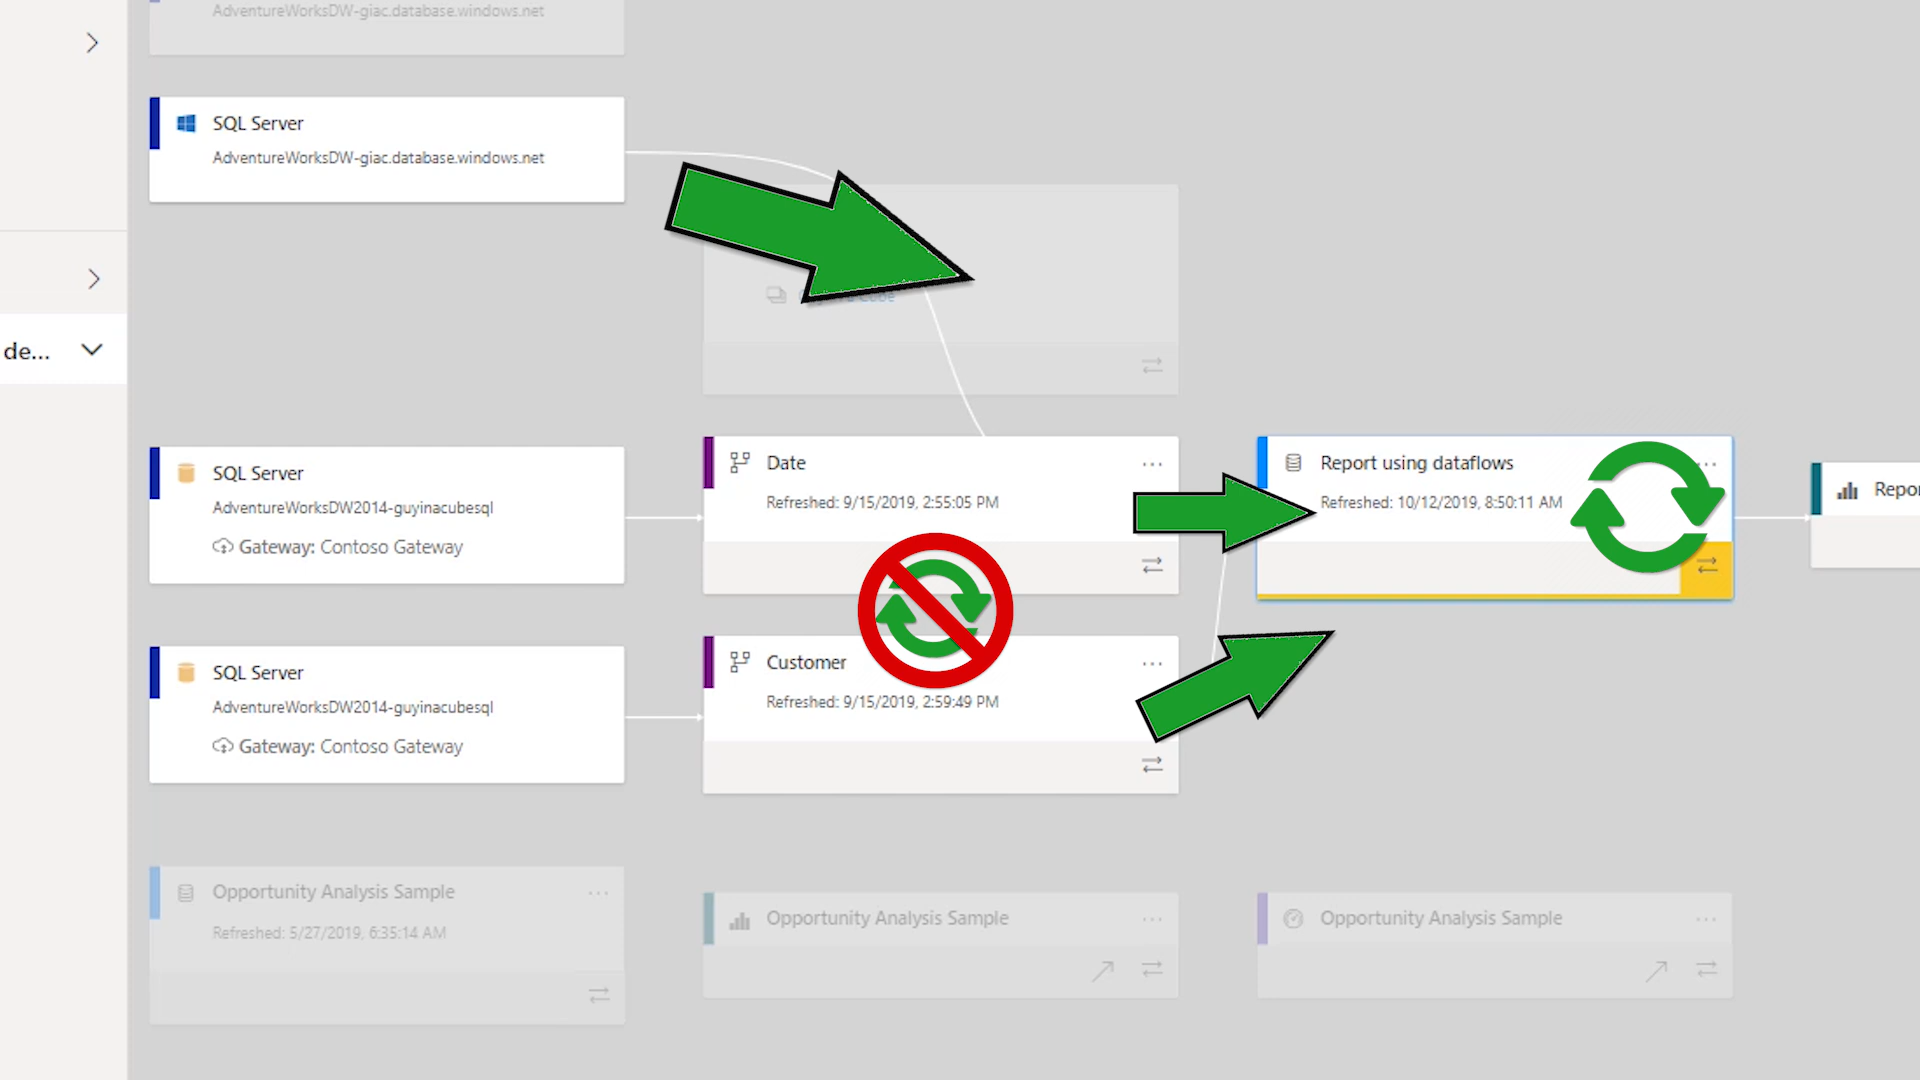 AdventureWorksDW-giac.database.windows.net
SQL Server
AdventureWorksDW-giac.database.windows.net
de...
SQL Server
AdventureWorksDW2014-guyinacubesql
Gateway: Contoso Gateway
Date
Refreshed: 9/15/2019, 2:55:05 PM
Report using dataflows
Refreshed: 10/12/2019, 8:50:11 AM
Repor
SQL Server
AdventureWorksDW2014-guyinacubesql
Gateway: Contoso Gateway
Customer
Refreshed: 9/15/2019, 2:59:49 PM
Opportunity Analysis Sample
Refreshed: 5/27/2019, 6:35:14 AM
Opportunity Analysis Sample
Opportunity Analysis Sample